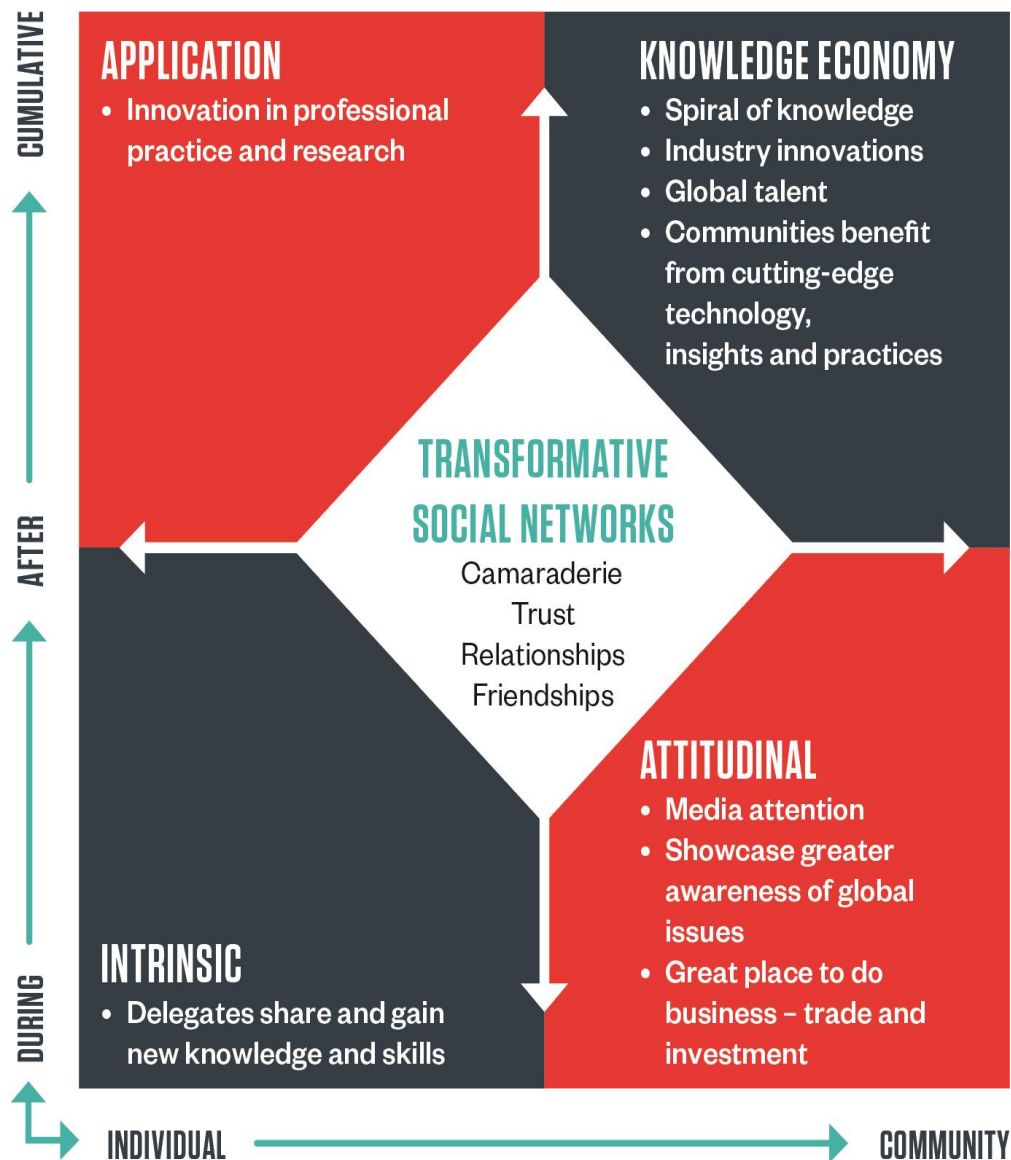 CUMULATIVE
AFTER
DURING
APPLICATION
• Innovation in professional
practice and research
KNOWLEDGE ECONOMY
• Spiral of knowledge
• Industry innovations
• Global talent
• Communities benefit
from cutting-edge
technology,
insights and practices
TRANSFORMATIVE
SOCIAL NETWORKS
Camaraderie
Trust
Relationships
Friendships
INTRINSIC
• Delegates share and gain
new knowledge and skills
ATTITUDINAL
• Media attention
• Showcase greater
awareness of global
issues
• Great place to do
business – trade and
investment
INDIVIDUAL
COMMUNITY